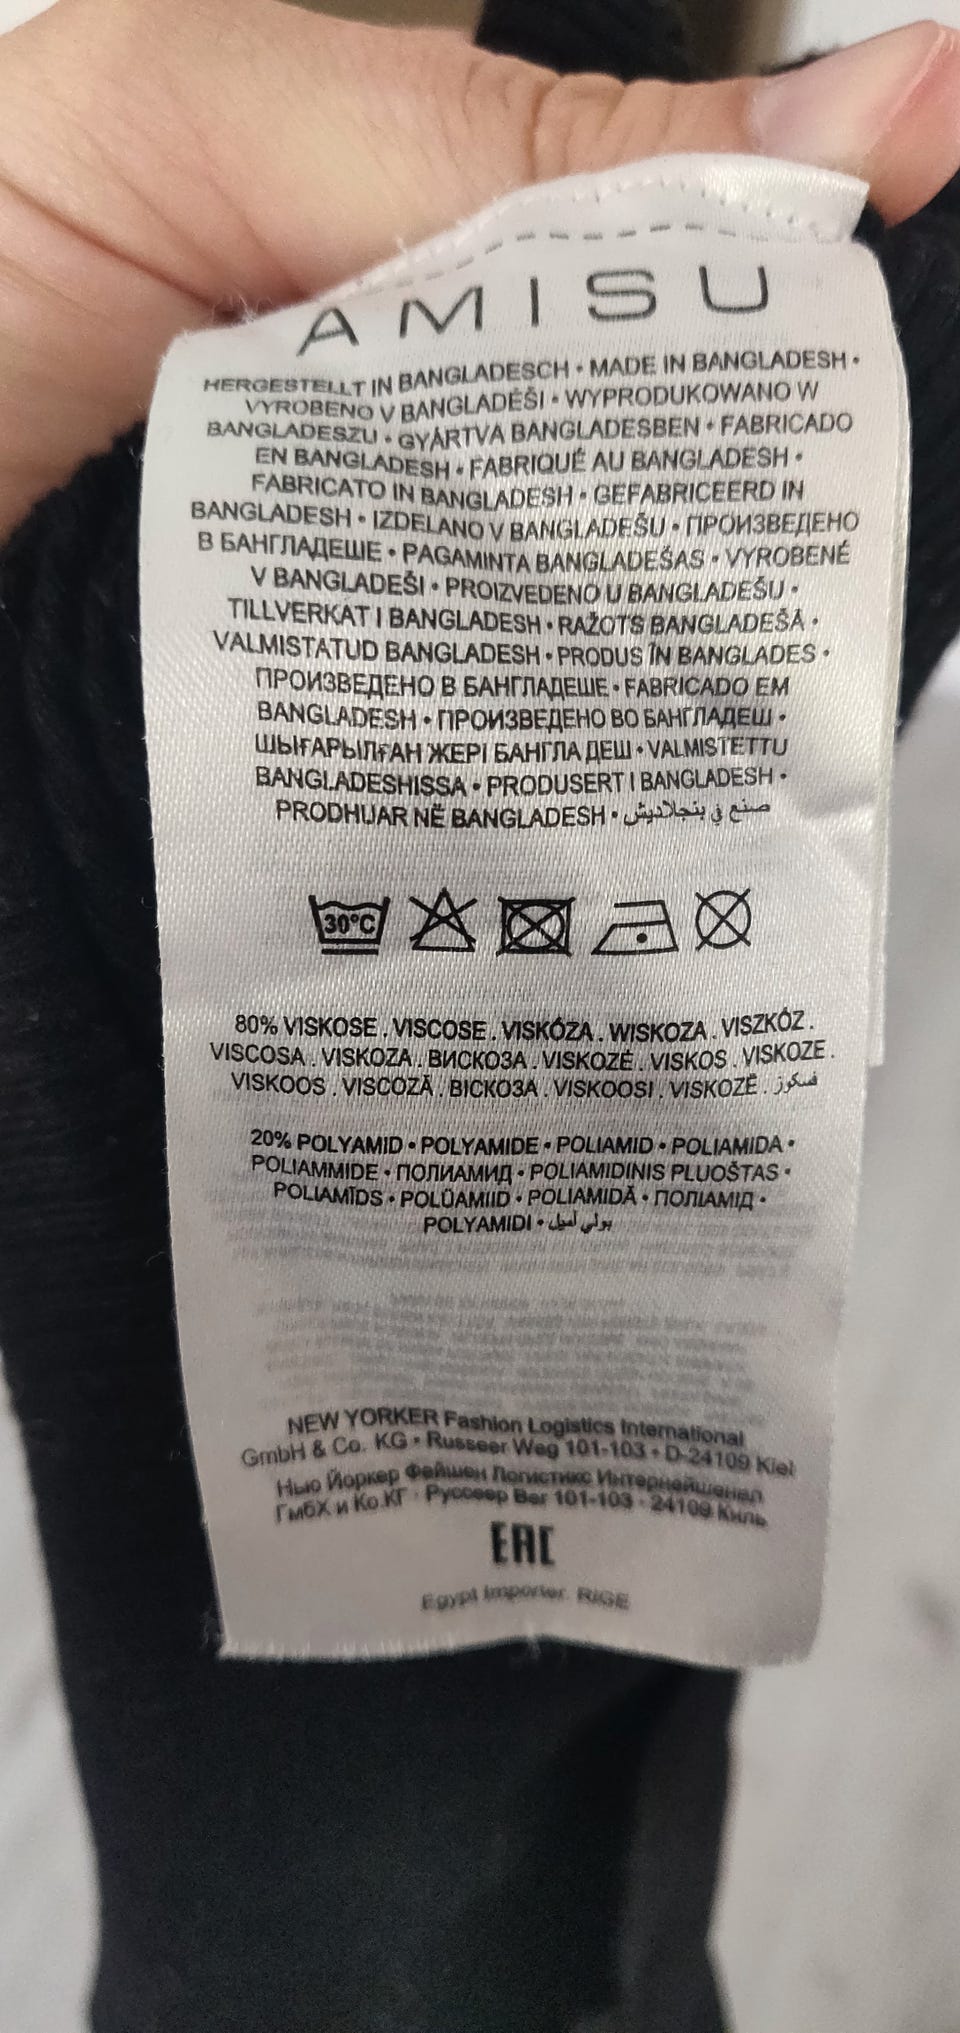 AMISU
HERGESTELLT IN BANGLADESCH • MADE IN BANGLADESH •
VYROBENO V BANGLADÉŠI • WYPRODUKOWANO W
BANGLADESZU • GYÁRTVA BANGLADESBEN • FABRICADO
EN BANGLADESH • FABRIQUÉ AU BANGLADESH •
FABRICATO IN BANGLADESH • GEFABRICEERD IN
BANGLADESH • IZDELANO V BANGLADEŠU • ПРОИЗВЕДЕНО
В БАНГЛАДЕШЕ • PAGAMINTA BANGLADEŠAS • VYROBENÉ
V BANGLADEŠI • PROIZVEDENO U BANGLADEŠU •
TILLVERKAT I BANGLADESH • RAŽOTS BANGLADEŠĀ •
VALMISTATUD BANGLADESH • PRODUS ÎN BANGLADES •
ПРОИЗВЕДЕНО В БАНГЛАДЕШЕ • FABRICADO EM
BANGLADESH • ПРОИЗВЕДЕНО ВО БАНГЛАДЕШ •
ШЫҒАРЫЛҒАН ЖЕРІ БАНГЛА ДЕШ • VALMISTETTU
BANGLADESHISSA • PRODUSERT I BANGLADESH •
PRODHUAR NË BANGLADESH • صنع في بنجلاديش
30°C
80% VISKOSE . VISCOSE . VISKÓZA . WISKOZA . VISZKÓZ .
VISCOSA . VISKOZA . ВИСКОЗА . VISKOZĖ . VISKOS . VISKOZE .
VISKOOS . VISCOZĂ . ВІСКОЗА . VISKOOSI . VISKOZË . فسكوز
20% POLYAMID • POLYAMIDE • POLIAMID • POLIAMIDA •
POLIAMMIDE • ПОЛИАМИД • POLIAMIDINIS PLUOŠTAS •
POLIAMĪDS • POLÜAMIID • POLIAMIDĂ • ПОЛІАМІД •
POLYAMIDI • بولي أميل
NEW YORKER Fashion Logistics International
GmbH & Co. KG • Russeer Weg 101-103 • D-24109 Kiel
Нью Йоркер Фейшен Логистикс Интернейшенал
ГмбХ и Ко.КГ · Руссеер Вег 101-103 · 24109 Киль
EAC
Egypt Importer: RIGE